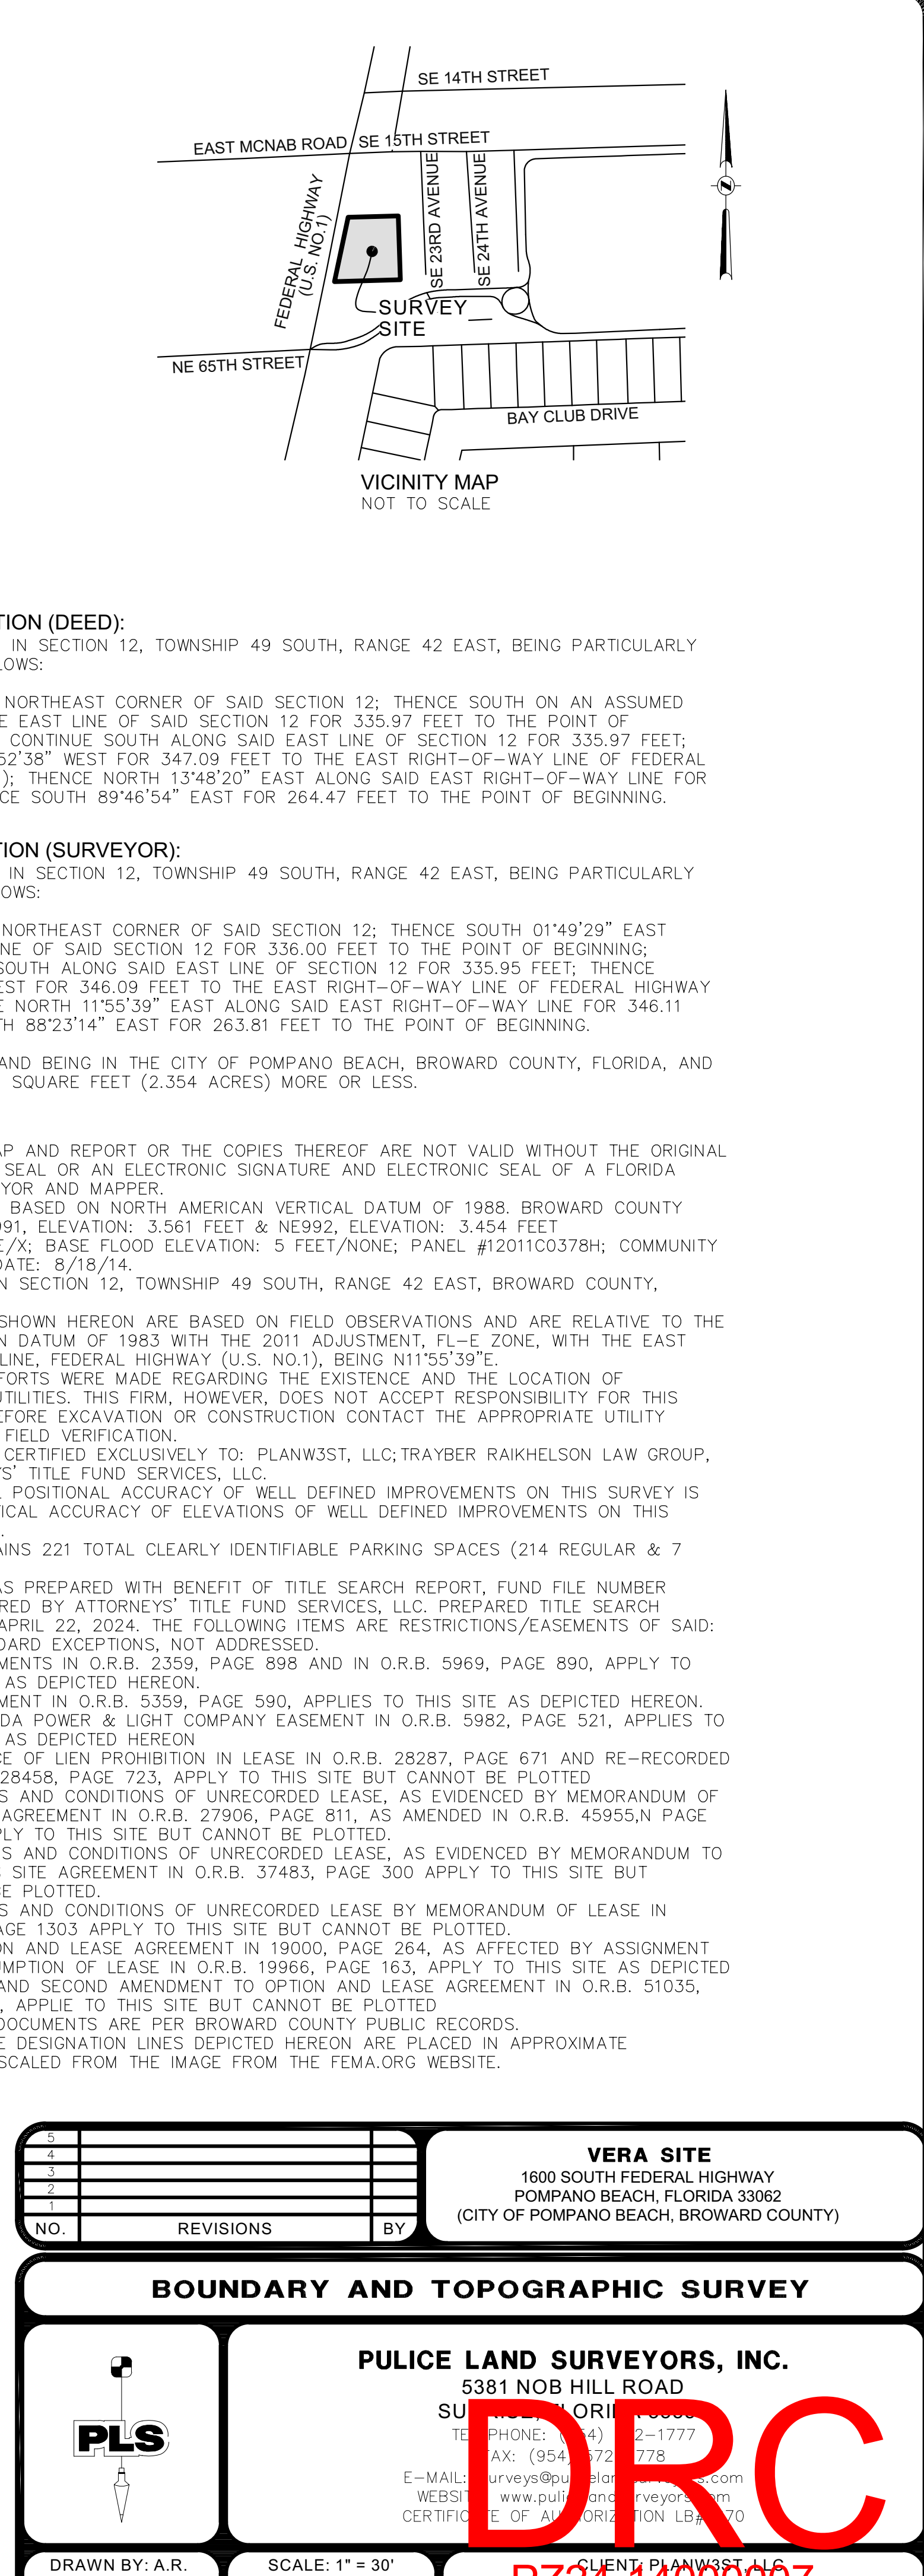 SE 14TH STREET
EAST MCNAB ROAD SE 15TH STREET
FEDERAL HIGHWAY
(U.S. NO.1)
SE 23RD AVENUE
SE 24TH AVENUE
SURVEY
SITE
NE 65TH STREET
BAY CLUB DRIVE
VICINITY MAP
NOT TO SCALE
TION (DEED):
IN SECTION 12, TOWNSHIP 49 SOUTH, RANGE 42 EAST, BEING PARTICULARLY
LOWS:
NORTHEAST CORNER OF SAID SECTION 12; THENCE SOUTH ON AN ASSUMED
E EAST LINE OF SAID SECTION 12 FOR 335.97 FEET TO THE POINT OF
CONTINUE SOUTH ALONG SAID EAST LINE OF SECTION 12 FOR 335.97 FEET;
52'38" WEST FOR 347.09 FEET TO THE EAST RIGHT-OF-WAY LINE OF FEDERAL
); THENCE NORTH 13°48'20" EAST ALONG SAID EAST RIGHT-OF-WAY LINE FOR
CE SOUTH 89°46'54" EAST FOR 264.47 FEET TO THE POINT OF BEGINNING.
TION (SURVEYOR):
IN SECTION 12, TOWNSHIP 49 SOUTH, RANGE 42 EAST, BEING PARTICULARLY
OWS:
NORTHEAST CORNER OF SAID SECTION 12; THENCE SOUTH 01°49'29" EAST
NE OF SAID SECTION 12 FOR 336.00 FEET TO THE POINT OF BEGINNING;
SOUTH ALONG SAID EAST LINE OF SECTION 12 FOR 335.95 FEET; THENCE
EST FOR 346.09 FEET TO THE EAST RIGHT-OF-WAY LINE OF FEDERAL HIGHWAY
E NORTH 11°55'39" EAST ALONG SAID EAST RIGHT-OF-WAY LINE FOR 346.11
TH 88°23'14" EAST FOR 263.81 FEET TO THE POINT OF BEGINNING.
AND BEING IN THE CITY OF POMPANO BEACH, BROWARD COUNTY, FLORIDA, AND
SQUARE FEET (2.354 ACRES) MORE OR LESS.
AP AND REPORT OR THE COPIES THEREOF ARE NOT VALID WITHOUT THE ORIGINAL
SEAL OR AN ELECTRONIC SIGNATURE AND ELECTRONIC SEAL OF A FLORIDA
YOR AND MAPPER.
BASED ON NORTH AMERICAN VERTICAL DATUM OF 1988. BROWARD COUNTY
991, ELEVATION: 3.561 FEET & NE992, ELEVATION: 3.454 FEET
E/X; BASE FLOOD ELEVATION: 5 FEET/NONE; PANEL #12011C0378H; COMMUNITY
DATE: 8/18/14.
N SECTION 12, TOWNSHIP 49 SOUTH, RANGE 42 EAST, BROWARD COUNTY,
SHOWN HEREON ARE BASED ON FIELD OBSERVATIONS AND ARE RELATIVE TO THE
N DATUM OF 1983 WITH THE 2011 ADJUSTMENT, FL-E ZONE, WITH THE EAST
LINE, FEDERAL HIGHWAY (U.S. NO.1), BEING N11°55'39"E.
FORTS WERE MADE REGARDING THE EXISTENCE AND THE LOCATION OF
UTILITIES. THIS FIRM, HOWEVER, DOES NOT ACCEPT RESPONSIBILITY FOR THIS
EFORE EXCAVATION OR CONSTRUCTION CONTACT THE APPROPRIATE UTILITY
FIELD VERIFICATION.
CERTIFIED EXCLUSIVELY TO: PLANW3ST, LLC; TRAYBER RAIKHELSON LAW GROUP,
YS' TITLE FUND SERVICES, LLC.
L POSITIONAL ACCURACY OF WELL DEFINED IMPROVEMENTS ON THIS SURVEY IS
TICAL ACCURACY OF ELEVATIONS OF WELL DEFINED IMPROVEMENTS ON THIS
.
AINS 221 TOTAL CLEARLY IDENTIFIABLE PARKING SPACES (214 REGULAR & 7
AS PREPARED WITH BENEFIT OF TITLE SEARCH REPORT, FUND FILE NUMBER
RED BY ATTORNEYS' TITLE FUND SERVICES, LLC. PREPARED TITLE SEARCH
APRIL 22, 2024. THE FOLLOWING ITEMS ARE RESTRICTIONS/EASEMENTS OF SAID:
DARD EXCEPTIONS, NOT ADDRESSED.
MENTS IN O.R.B. 2359, PAGE 898 AND IN O.R.B. 5969, PAGE 890, APPLY TO
AS DEPICTED HEREON.
MENT IN O.R.B. 5359, PAGE 590, APPLIES TO THIS SITE AS DEPICTED HEREON.
DA POWER & LIGHT COMPANY EASEMENT IN O.R.B. 5982, PAGE 521, APPLIES TO
AS DEPICTED HEREON
CE OF LIEN PROHIBITION IN LEASE IN O.R.B. 28287, PAGE 671 AND RE-RECORDED
28458, PAGE 723, APPLY TO THIS SITE BUT CANNOT BE PLOTTED
S AND CONDITIONS OF UNRECORDED LEASE, AS EVIDENCED BY MEMORANDUM OF
AGREEMENT IN O.R.B. 27906, PAGE 811, AS AMENDED IN O.R.B. 45955,N PAGE
PLY TO THIS SITE BUT CANNOT BE PLOTTED.
S AND CONDITIONS OF UNRECORDED LEASE, AS EVIDENCED BY MEMORANDUM TO
S SITE AGREEMENT IN O.R.B. 37483, PAGE 300 APPLY TO THIS SITE BUT
E PLOTTED.
S AND CONDITIONS OF UNRECORDED LEASE BY MEMORANDUM OF LEASE IN
AGE 1303 APPLY TO THIS SITE BUT CANNOT BE PLOTTED.
ON AND LEASE AGREEMENT IN 19000, PAGE 264, AS AFFECTED BY ASSIGNMENT
UMPTION OF LEASE IN O.R.B. 19966, PAGE 163, APPLY TO THIS SITE AS DEPICTED
AND SECOND AMENDMENT TO OPTION AND LEASE AGREEMENT IN O.R.B. 51035,
, APPLIE TO THIS SITE BUT CANNOT BE PLOTTED
DOCUMENTS ARE PER BROWARD COUNTY PUBLIC RECORDS.
E DESIGNATION LINES DEPICTED HEREON ARE PLACED IN APPROXIMATE
SCALED FROM THE IMAGE FROM THE FEMA.ORG WEBSITE.
5
4
3
2
1
NO. REVISIONS BY
VERA SITE
1600 SOUTH FEDERAL HIGHWAY
POMPANO BEACH, FLORIDA 33062
(CITY OF POMPANO BEACH, BROWARD COUNTY)
BOUNDARY AND TOPOGRAPHIC SURVEY
PLS
PULICE LAND SURVEYORS, INC.
5381 NOB HILL ROAD
DRC
FAX: (954)
E-MAIL:
CERTIFICATE OF AUTHORIZATION
DRAWN BY: A.R.
SCALE: 1" = 30'
CLIENT: PLANW3ST, LLC